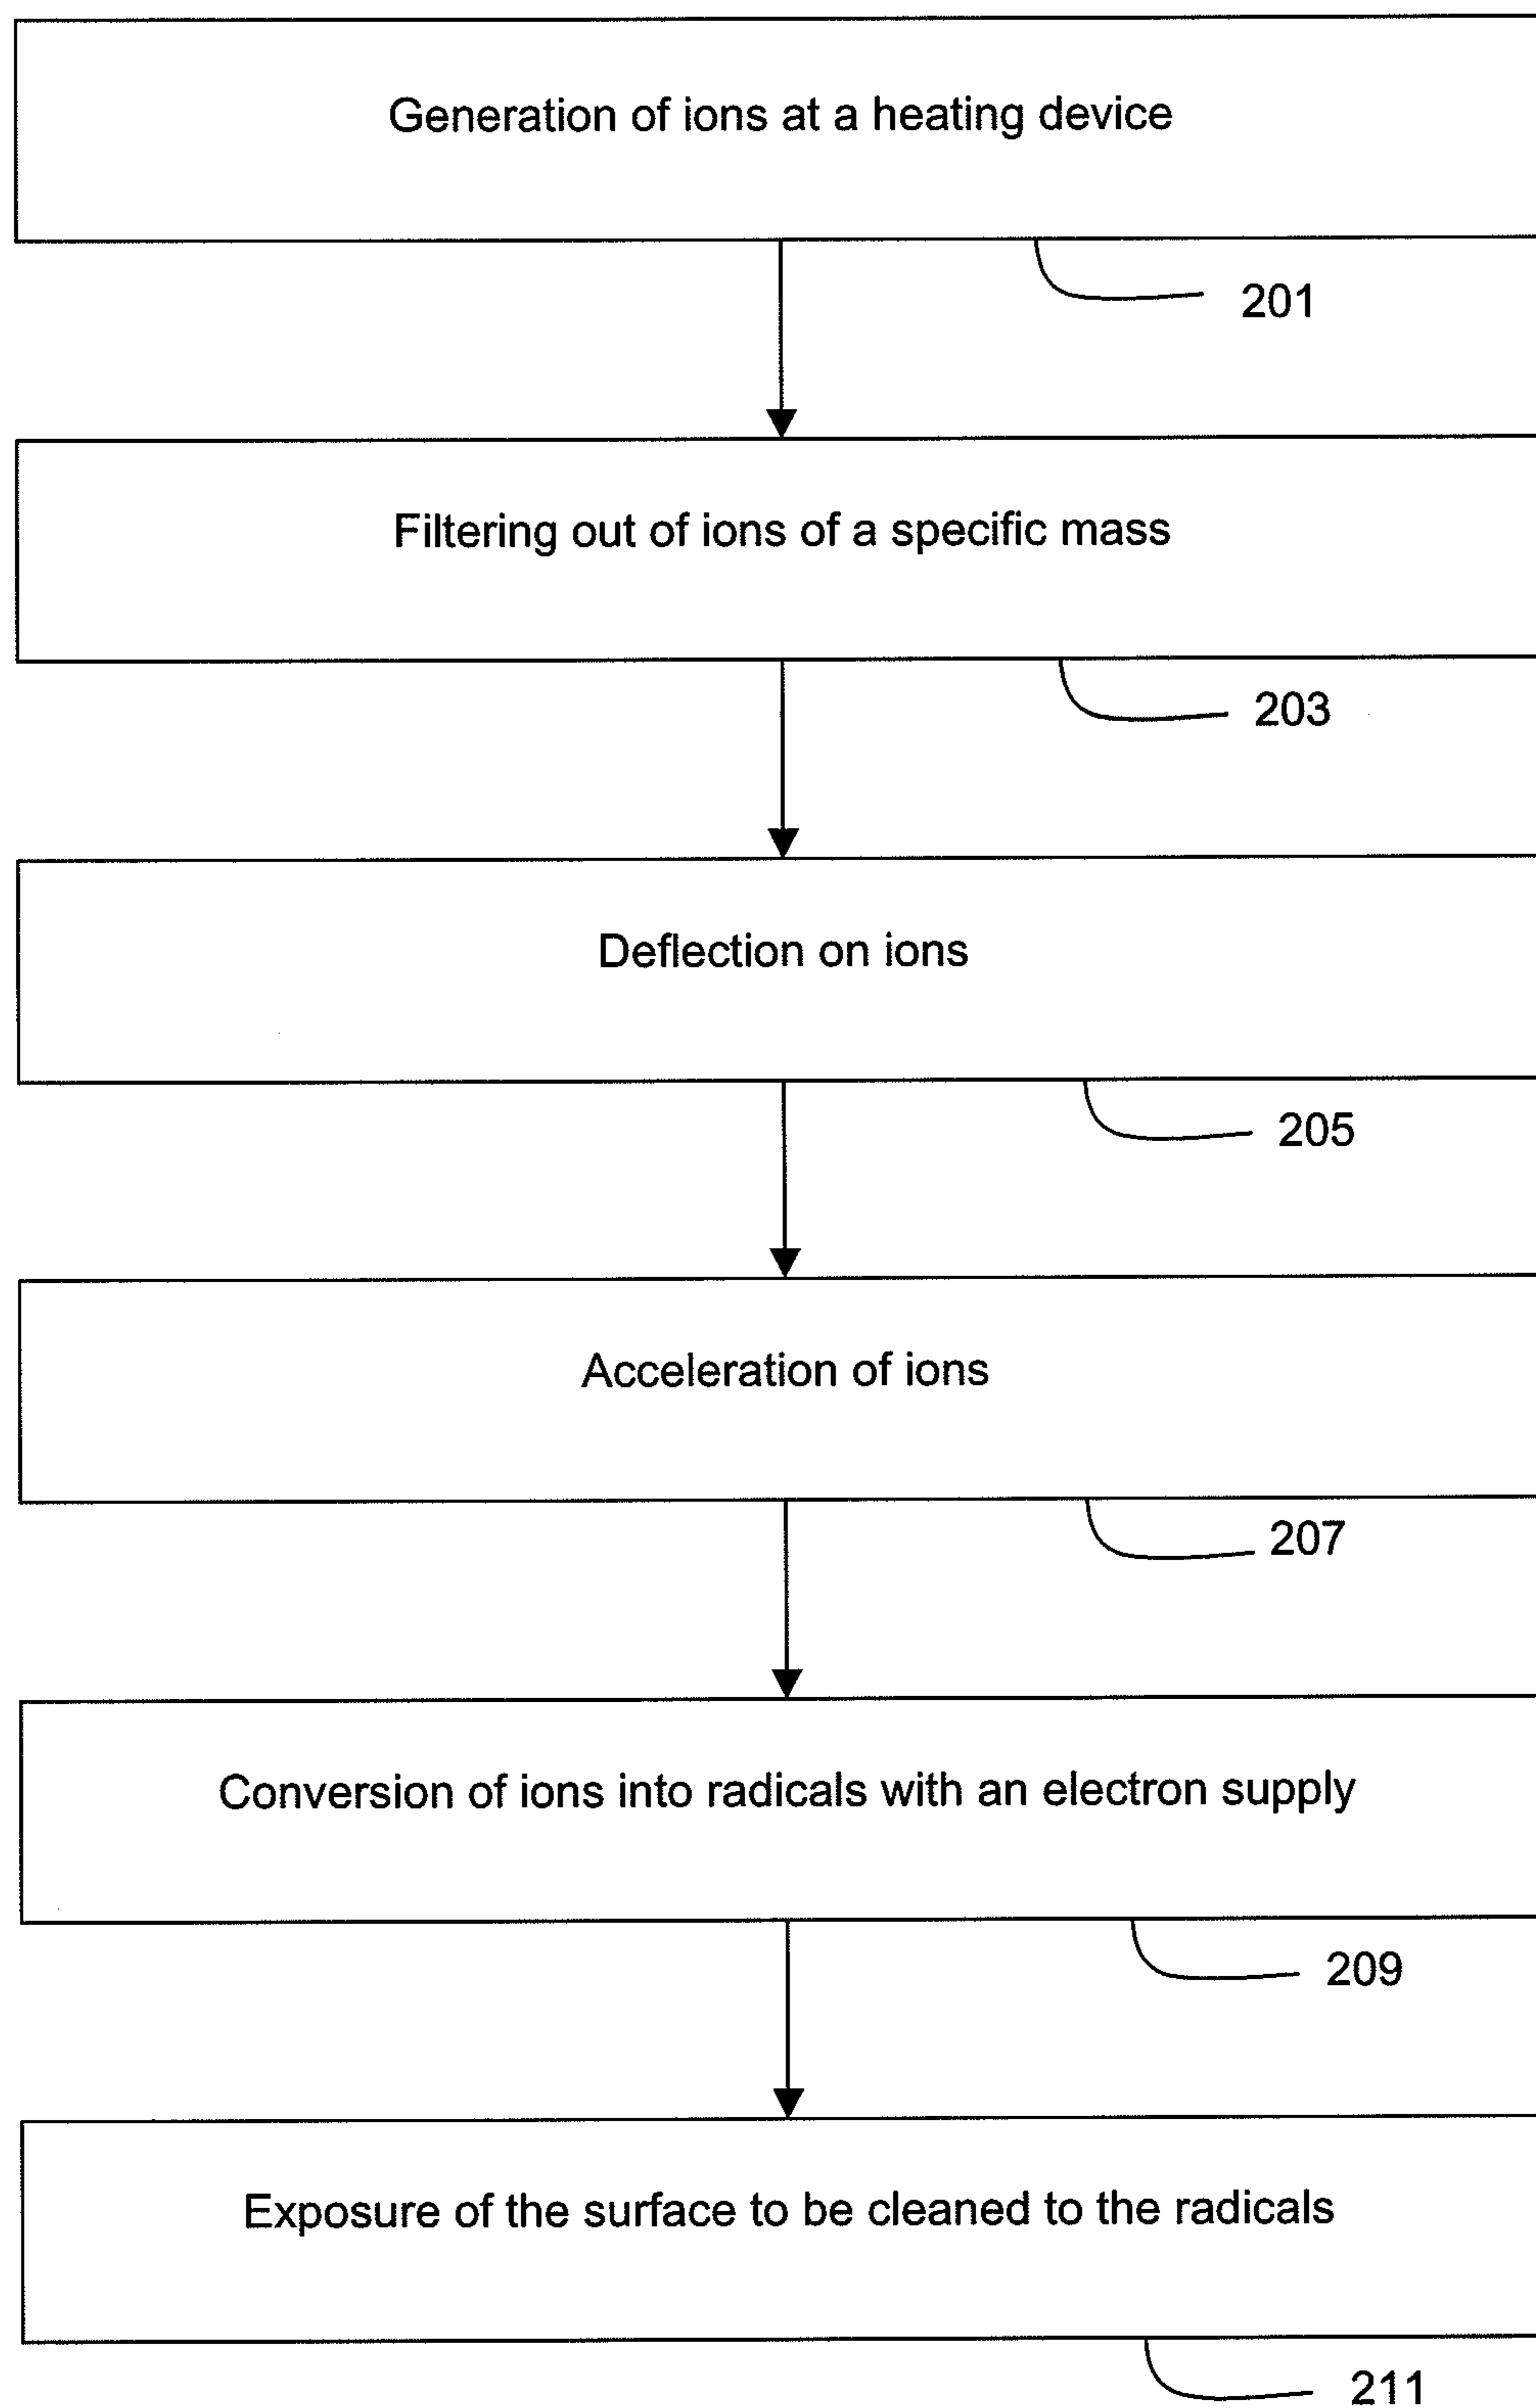 Generation of ions at a heating device
201
Filtering out of ions of a specific mass
203
Deflection on ions
205
Acceleration of ions
207
Conversion of ions into radicals with an electron supply
209
Exposure of the surface to be cleaned to the radicals
211